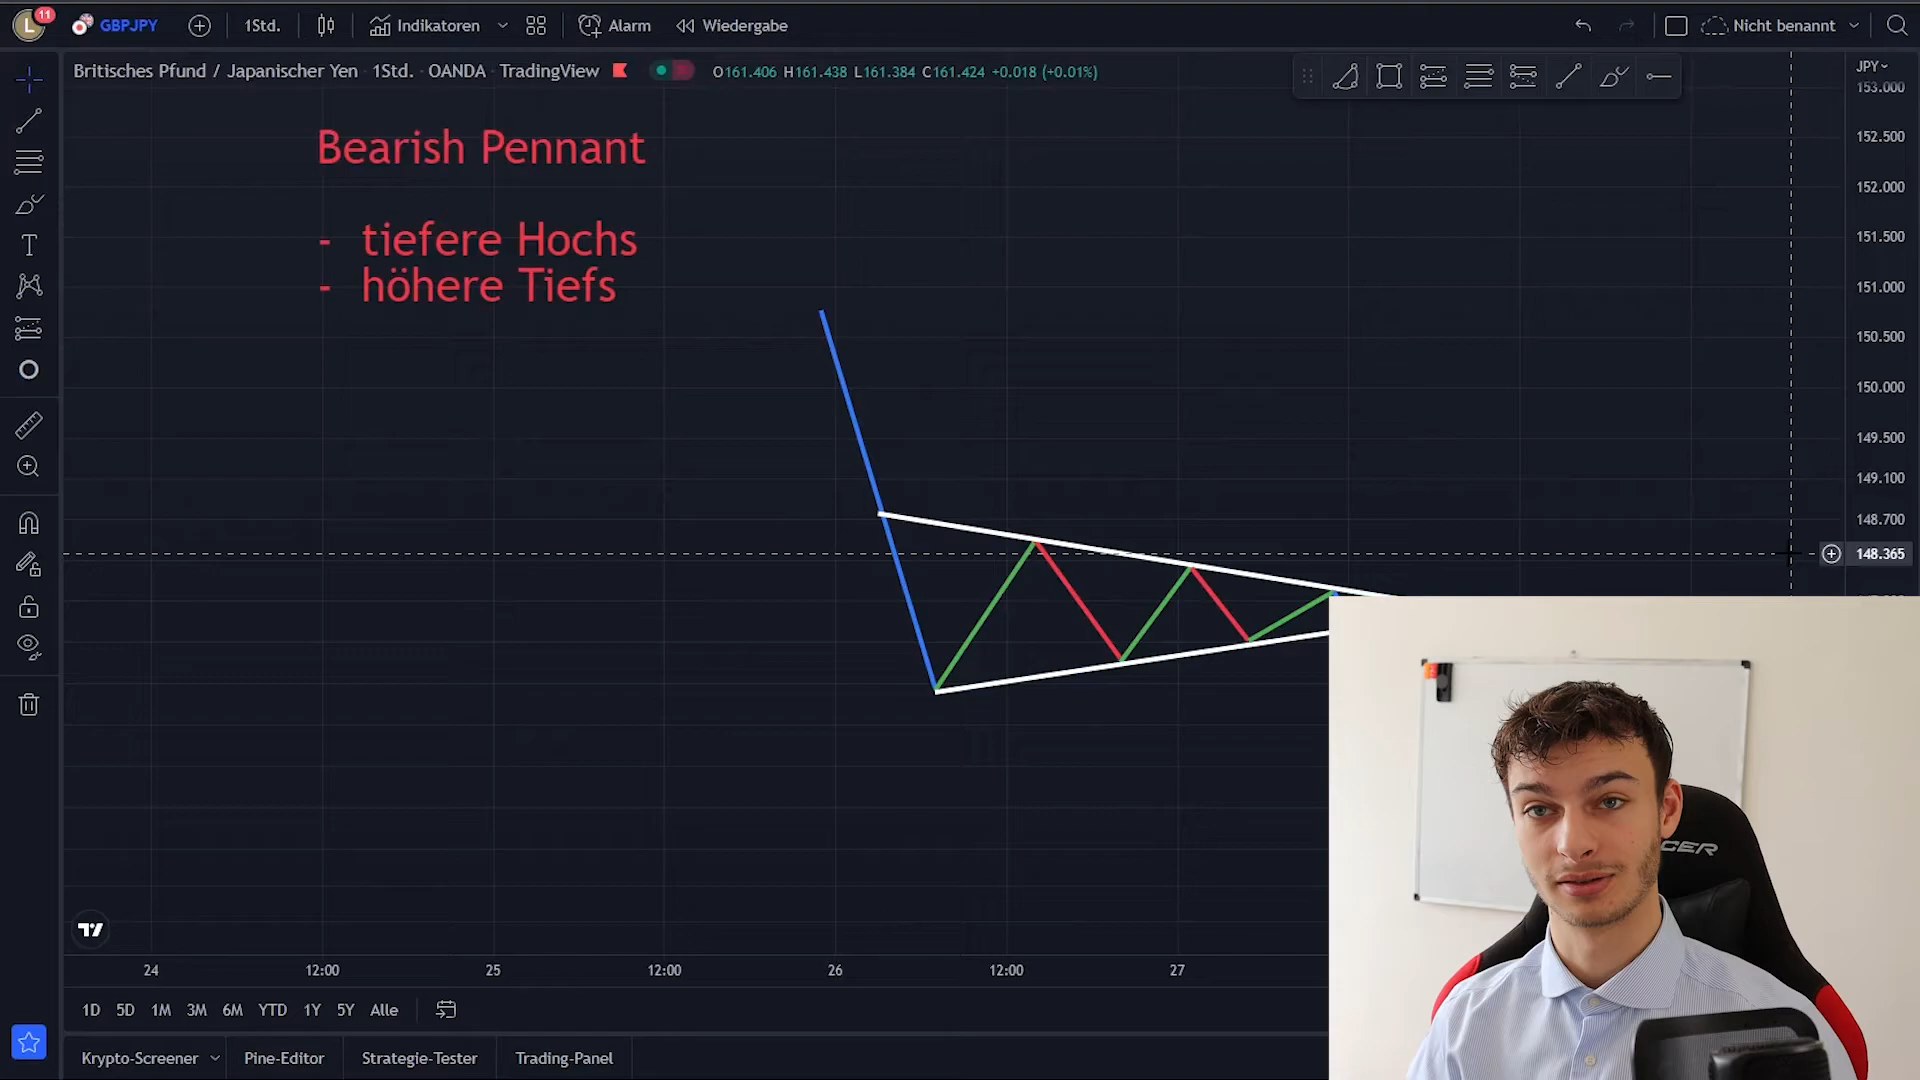 L 11 GBPJPY 1Std. Indikatoren Alarm Wiedergabe Nicht benannt
Britisches Pfund / Japanischer Yen · 1Std. · OANDA · TradingView O161.406 H161.438 L161.384 C161.424 +0.018 (+0.01%)
JPY
153.000
152.500
152.000
151.500
151.000
150.500
150.000
149.500
149.100
148.700
148.365
Bearish Pennant
- tiefere Hochs
- höhere Tiefs
24 12:00 25 12:00 26 12:00 27
1D 5D 1M 3M 6M YTD 1Y 5Y Alle
Krypto-Screener Pine-Editor Strategie-Tester Trading-Panel